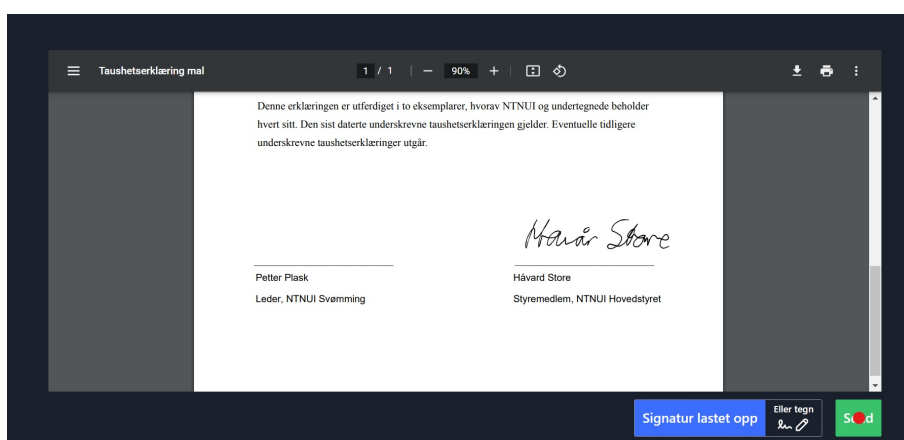 Taushetserklæring mal
1 / 1
90%
Denne erklæringen er utferdiget i to eksemplarer, hvorav NTNUI og undertegnede beholder
hvert sitt. Den sist daterte underskrevne taushetserklæringen gjelder. Eventuelle tidligere
underskrevne taushetserklæringer utgår.
Petter Plask
Håvard Store
Leder, NTNUI Svømming
Styremedlem, NTNUI Hovedstyret
Signatur lastet opp
Eller tegn